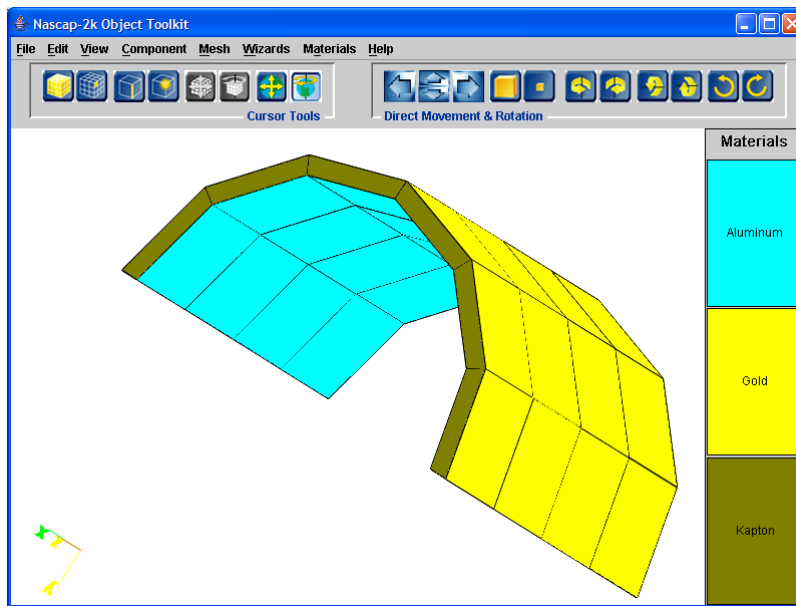 Nascap-2k Object Toolkit
File Edit View Component Mesh Wizards Materials Help
Cursor Tools
Direct Movement & Rotation
Materials
Aluminum
Gold
Kapton